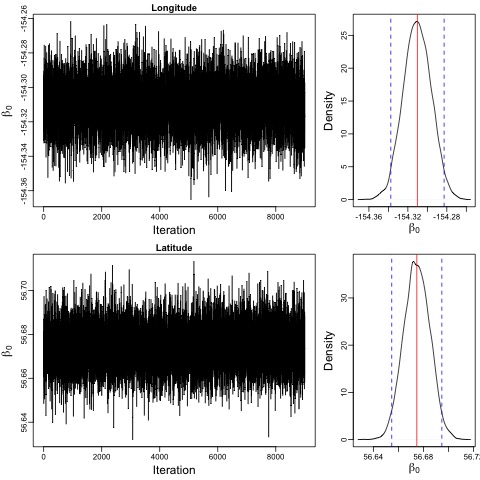 Longitude
β0
-154.26
-154.28
-154.30
-154.32
-154.34
-154.36
0 2000 4000 6000 8000
Iteration
Density
25
20
15
10
5
0
-154.36 -154.32 -154.28
β0
Latitude
β0
56.70
56.68
56.66
56.64
0 2000 4000 6000 8000
Iteration
Density
30
20
10
0
56.64 56.68 56.72
β0